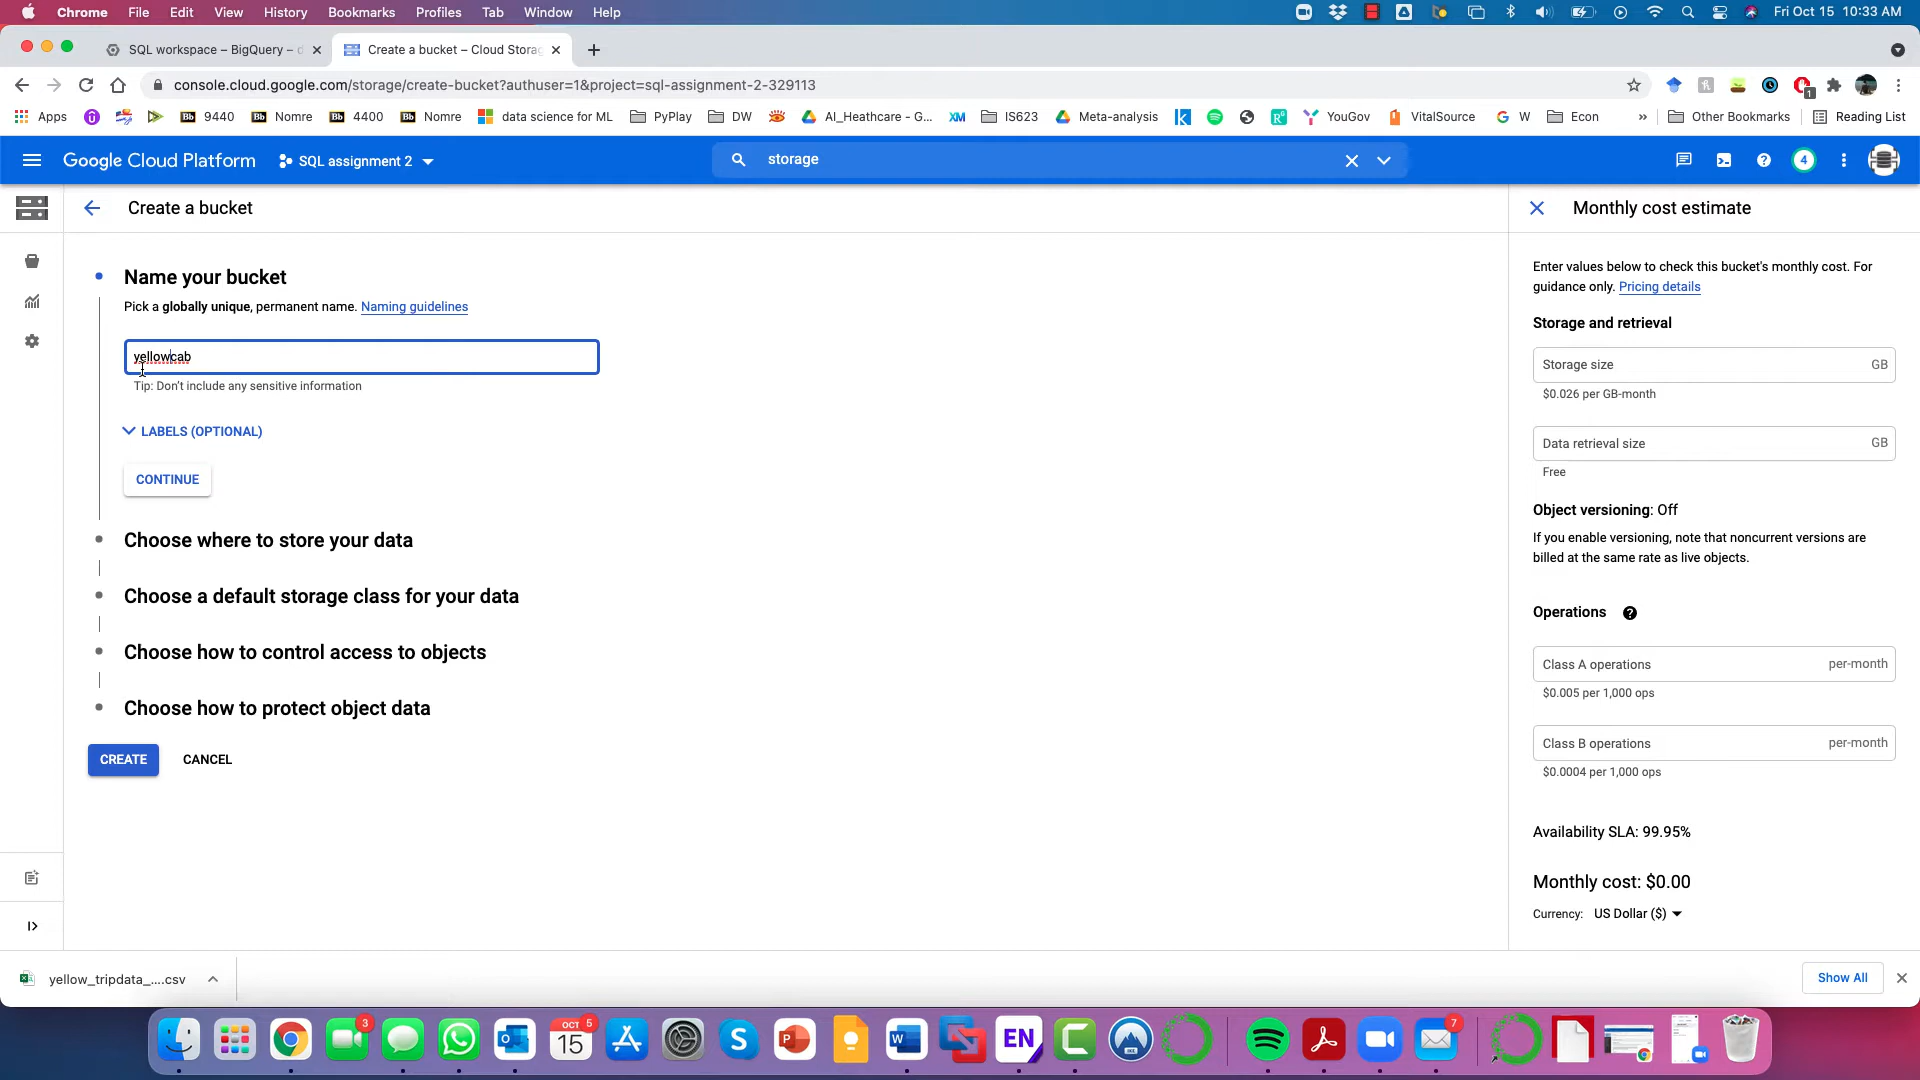 Chrome File Edit View History Bookmarks Profiles Tab Window Help Fri Oct 15 10:33 AM
SQL workspace – BigQuery – d
Create a bucket – Cloud Storag
console.cloud.google.com/storage/create-bucket?authuser=1&project=sql-assignment-2-329113
1
Apps Bb 9440 Bb Nomre Bb 4400 Bb Nomre data science for ML PyPlay DW AI_Heathcare - G... XM IS623 Meta-analysis YouGov VitalSource G W Econ » Other Bookmarks Reading List
Google Cloud Platform SQL assignment 2 storage 4
Create a bucket
Name your bucket
Pick a globally unique, permanent name. Naming guidelines
yellowcab
Tip: Don't include any sensitive information
LABELS (OPTIONAL)
CONTINUE
Choose where to store your data
Choose a default storage class for your data
Choose how to control access to objects
Choose how to protect object data
CREATE CANCEL
Monthly cost estimate
Enter values below to check this bucket's monthly cost. For
guidance only. Pricing details
Storage and retrieval
Storage size GB
$0.026 per GB-month
Data retrieval size GB
Free
Object versioning: Off
If you enable versioning, note that noncurrent versions are
billed at the same rate as live objects.
Operations
Class A operations per-month
$0.005 per 1,000 ops
Class B operations per-month
$0.0004 per 1,000 ops
Availability SLA: 99.95%
Monthly cost: $0.00
Currency: US Dollar ($)
yellow_tripdata_....csv
Show All
3
OCT 5
15
EN
7